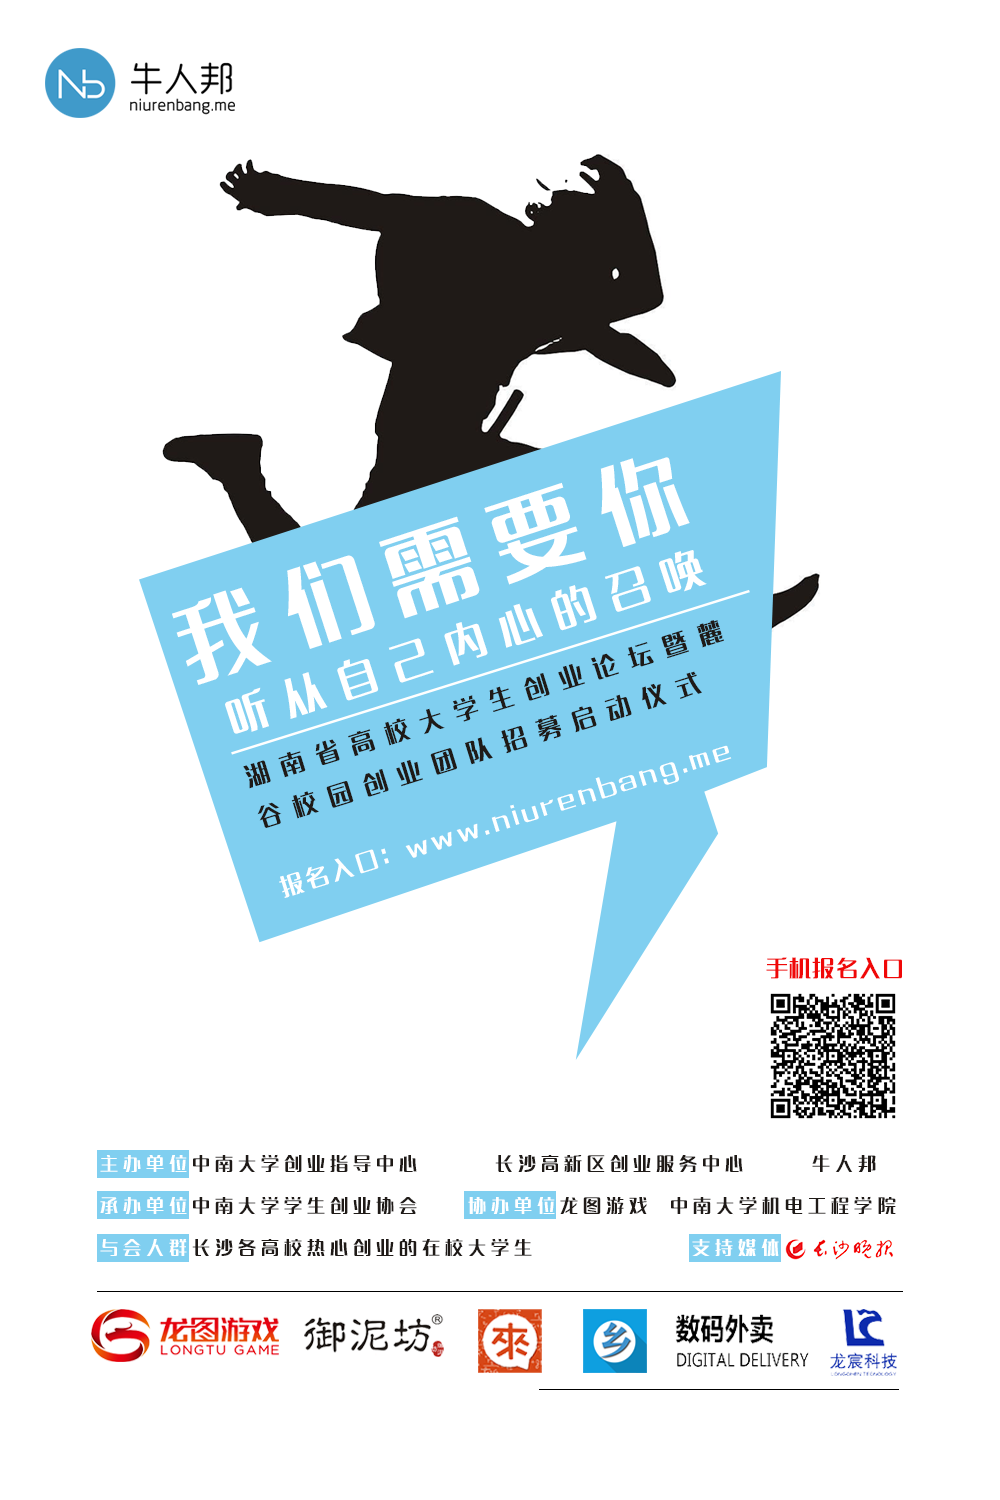 Nb 牛人邦
niurenbang.me
我们需要你
听从自己内心的召唤
湖南省高校大学生创业论坛暨麓
谷校园创业团队招募启动仪式
报名入口：www.niurenbang.me
手机报名入口
主办单位 中南大学创业指导中心 长沙高新区创业服务中心 牛人邦
承办单位 中南大学学生创业协会 协办单位 龙图游戏 中南大学机电工程学院
与会人群 长沙各高校热心创业的在校大学生 支持媒体 长沙晚报
龙图游戏
LONGTU GAME
御泥坊®
來
乡
数码外卖
DIGITAL DELIVERY
龙宸科技